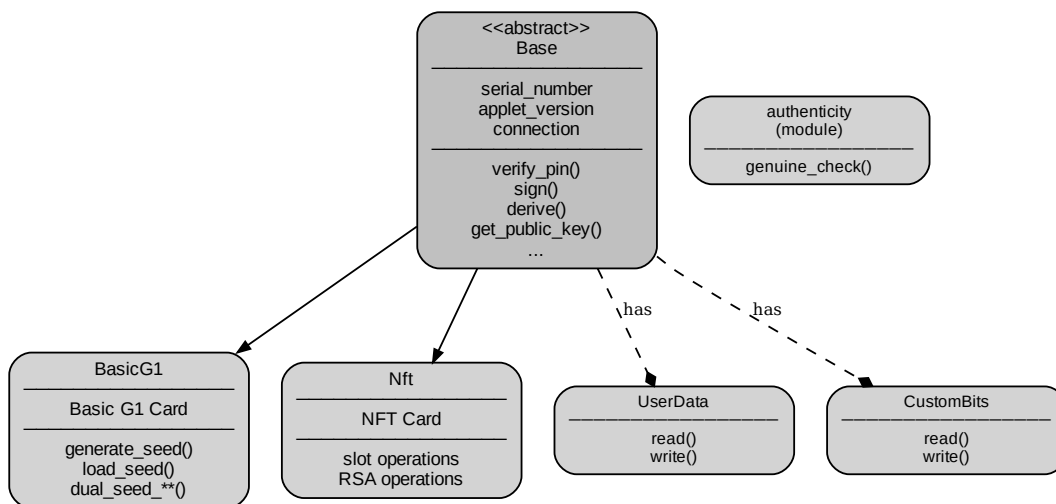 <<abstract>>
Base
serial_number
applet_version
connection
verify_pin()
sign()
derive()
get_public_key()
...
authenticity
(module)
genuine_check()
has
has
BasicG1
Basic G1 Card
generate_seed()
load_seed()
dual_seed_**()
Nft
NFT Card
slot operations
RSA operations
UserData
read()
write()
CustomBits
read()
write()